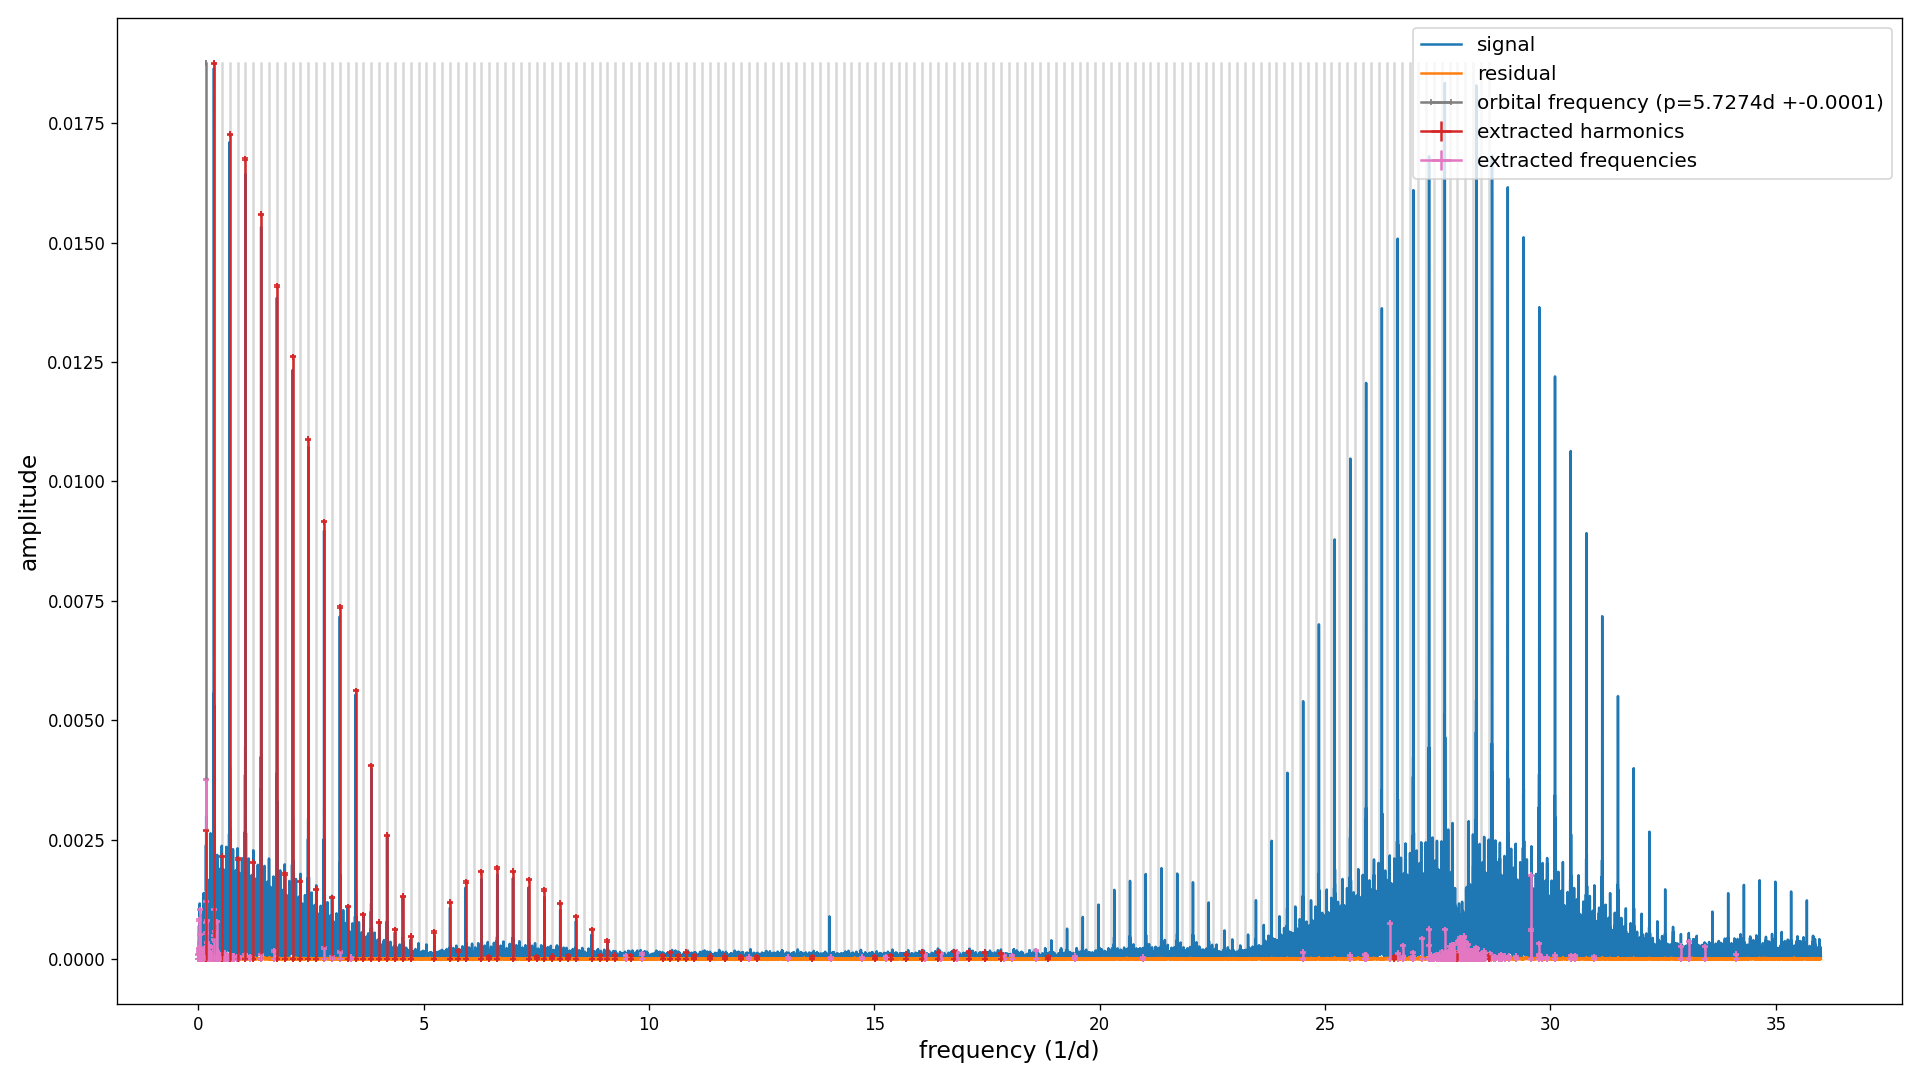 signal
residual
orbital frequency (p=5.7274d +-0.0001)
extracted harmonics
extracted frequencies
amplitude
0.0175
0.0150
0.0125
0.0100
0.0075
0.0050
0.0025
0.0000
0 5 10 15 20 25 30 35
frequency (1/d)